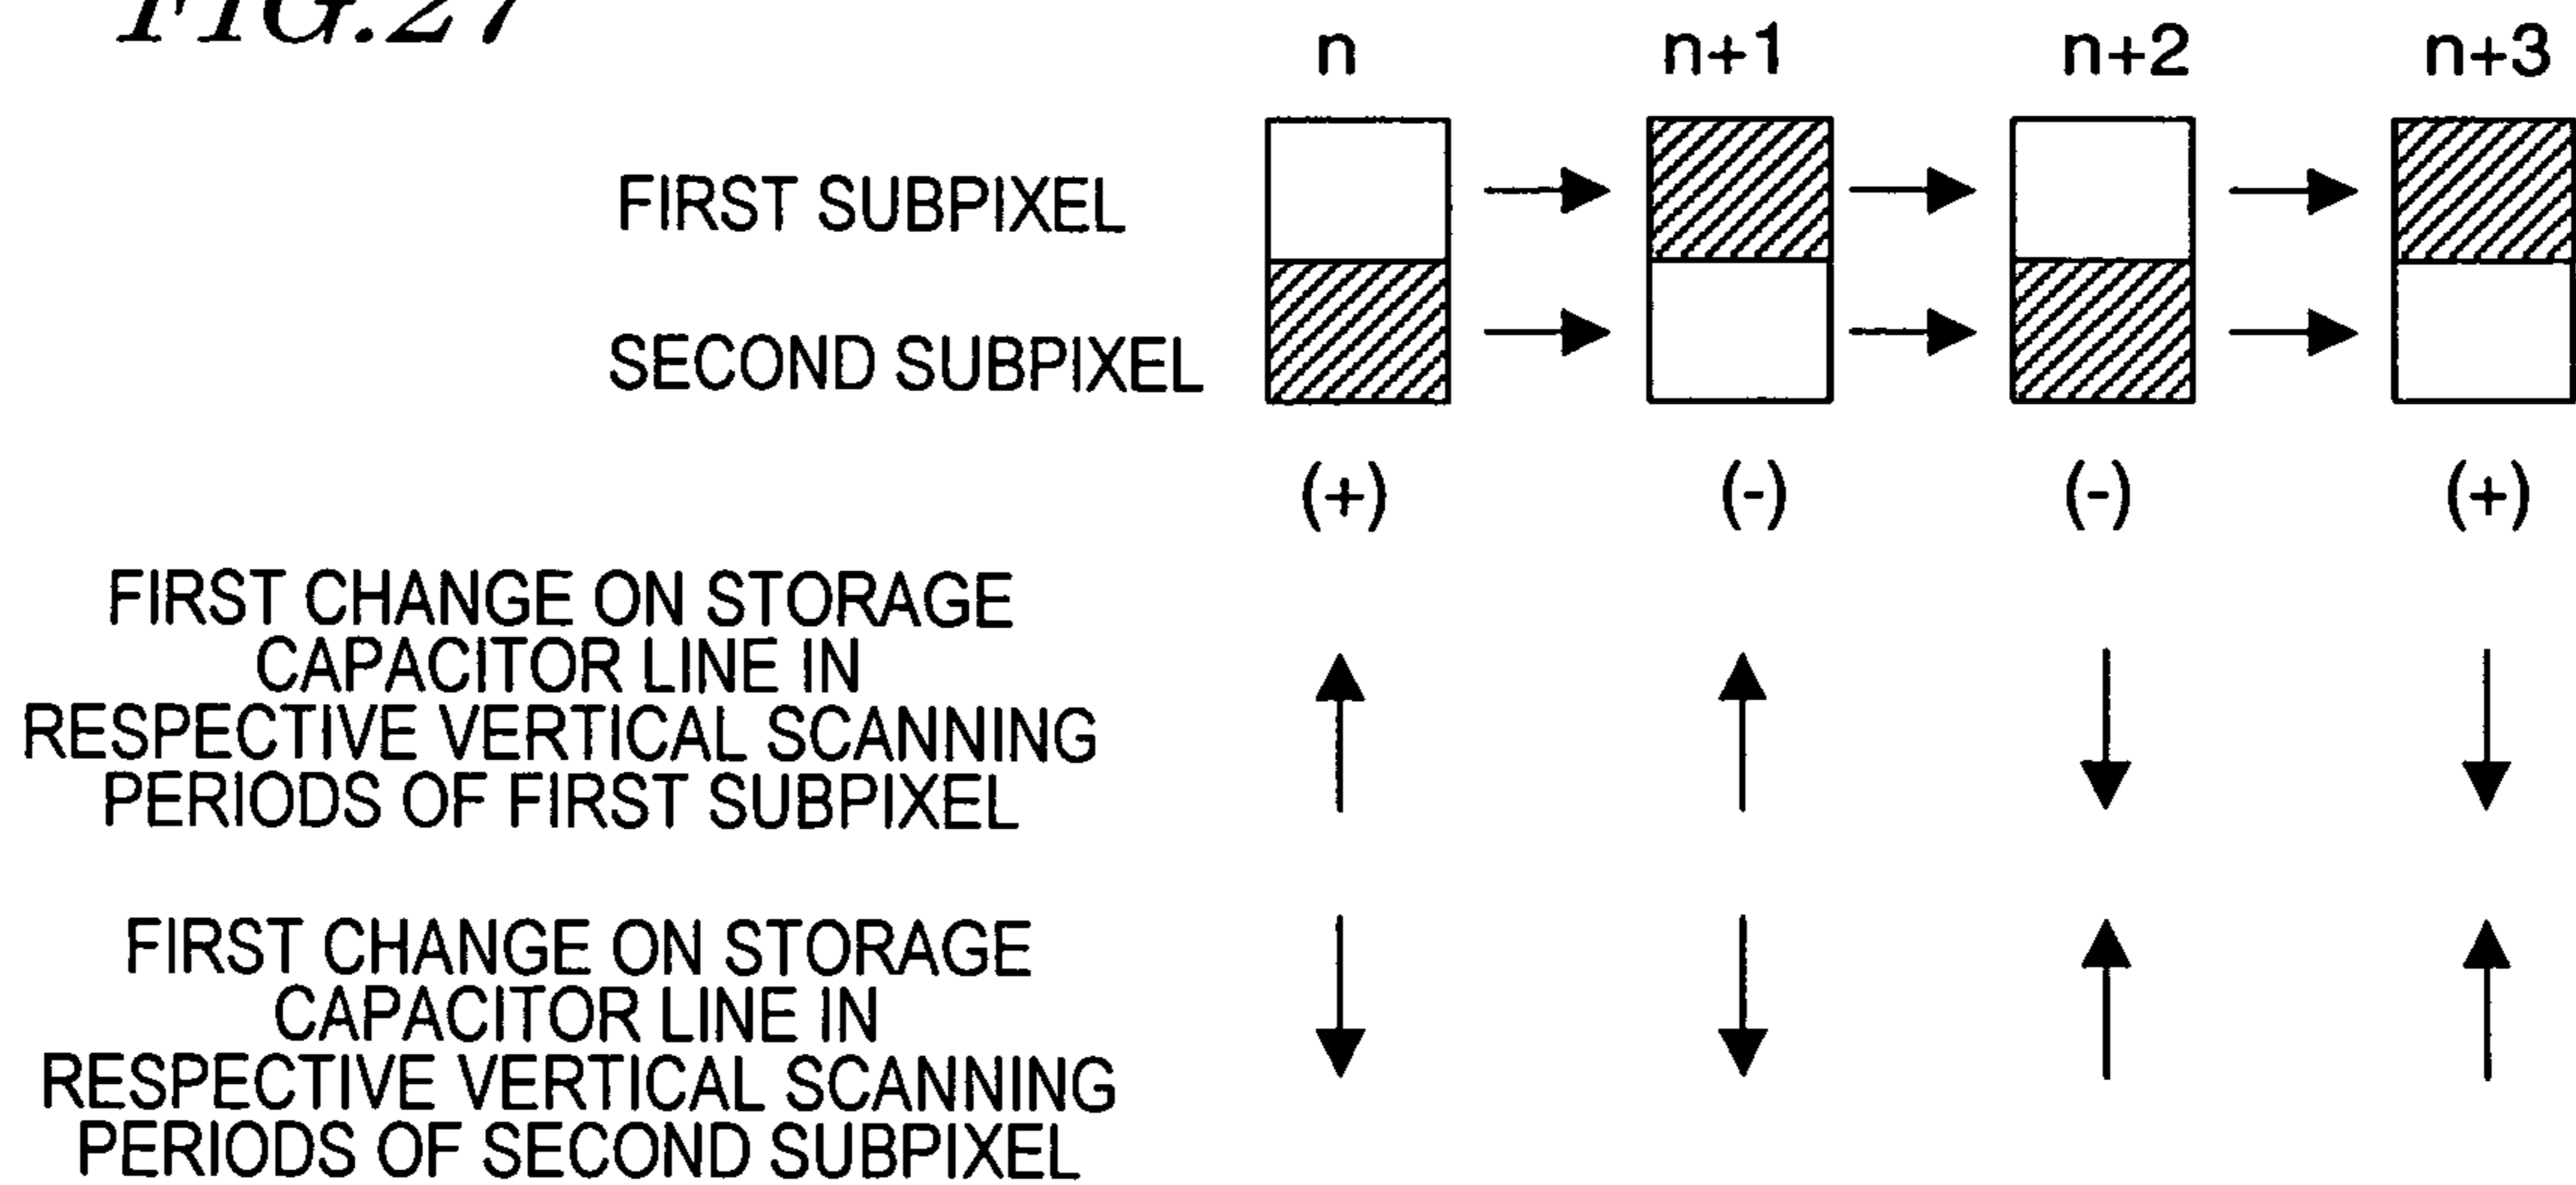 FIG.27
n n+1 n+2 n+3
FIRST SUBPIXEL
SECOND SUBPIXEL
(+) (-) (-) (+)
FIRST CHANGE ON STORAGE
CAPACITOR LINE IN
RESPECTIVE VERTICAL SCANNING
PERIODS OF FIRST SUBPIXEL
FIRST CHANGE ON STORAGE
CAPACITOR LINE IN
RESPECTIVE VERTICAL SCANNING
PERIODS OF SECOND SUBPIXEL